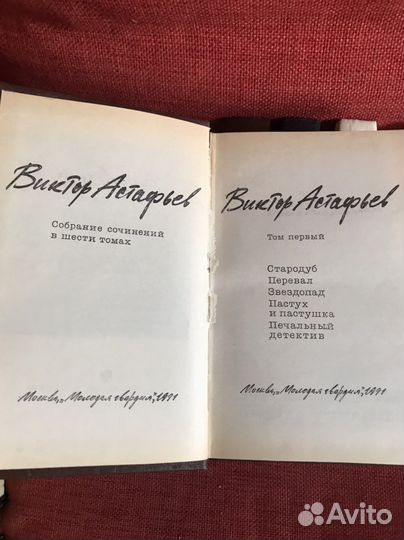 Виктор Астафьев
Собрание сочинений
в шести томах
Москва, „Молодая гвардия", 1991
Виктор Астафьев
Том первый
Стародуб
Перевал
Звездопад
Пастух
и пастушка
Печальный
детектив
Москва, „Молодая гвардия", 1991
Avito